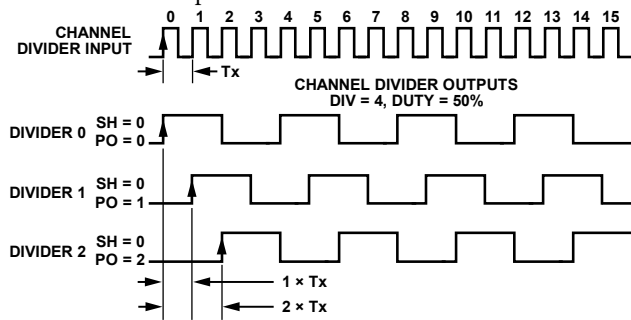 0 1 2 3 4 5 6 7 8 9 10 11 12 13 14 15
CHANNEL
DIVIDER INPUT
Tx
CHANNEL DIVIDER OUTPUTS
DIV = 4, DUTY = 50%
DIVIDER 0
SH = 0
PO = 0
DIVIDER 1
SH = 0
PO = 1
DIVIDER 2
SH = 0
PO = 2
1 × Tx
2 × Tx